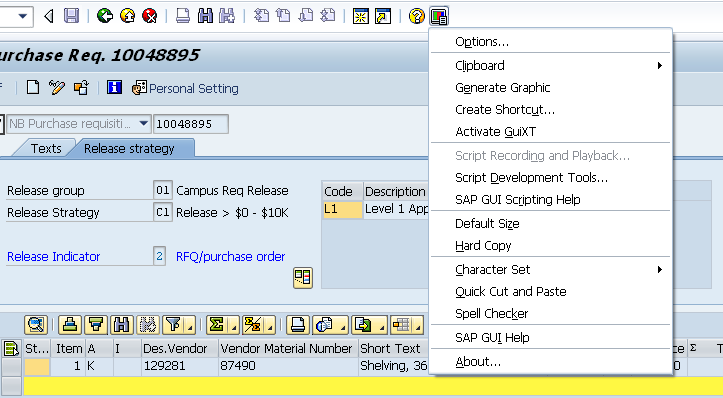 urchase Req. 10048895
Personal Setting
NB Purchase requisiti... 10048895
Texts Release strategy
Release group 01 Campus Req Release
Release Strategy C1 Release > $0 - $10K
Release Indicator 2 RFQ/purchase order
Code Description
L1 Level 1 App
St... Item A I Des.Vendor Vendor Material Number Short Text ce Σ T
1 K 129281 87490 Shelving, 36 0
Options...
Clipboard
Generate Graphic
Create Shortcut...
Activate GuiXT
Script Recording and Playback...
Script Development Tools...
SAP GUI Scripting Help
Default Size
Hard Copy
Character Set
Quick Cut and Paste
Spell Checker
SAP GUI Help
About...